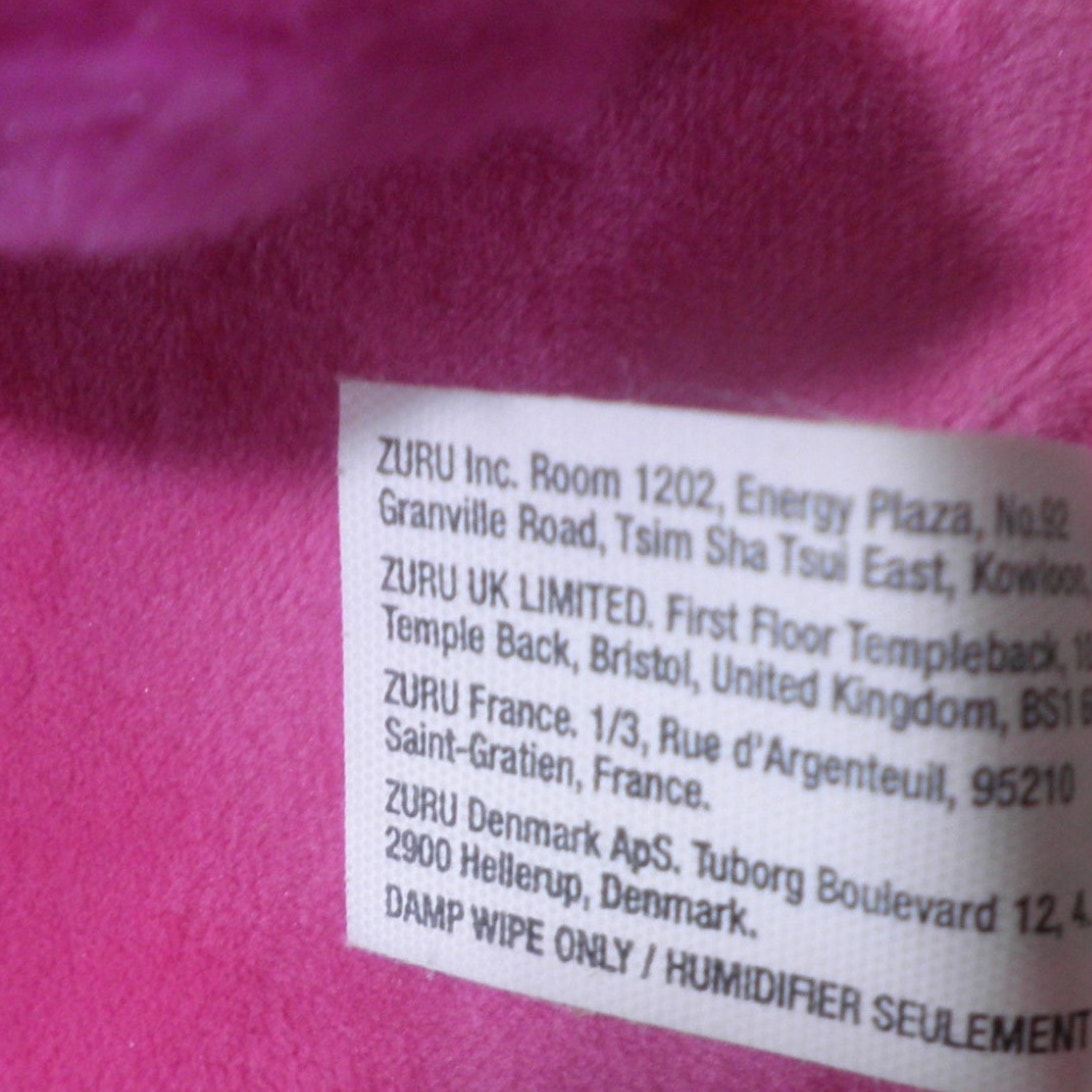 ZURU Inc. Room 1202, Energy Plaza, No.92
Granville Road, Tsim Sha Tsui East,
ZURU UK LIMITED. First Floor Templeback,
Temple Back, Bristol, United Kingdom, BS1
ZURU France. 1/3, Rue d'Argenteuil, 95210
Saint-Gratien, France.
ZURU Denmark ApS. Tuborg Boulevard 12,
2900 Hellerup, Denmark.
DAMP WIPE ONLY / HUMIDIFIER SEULEMENT